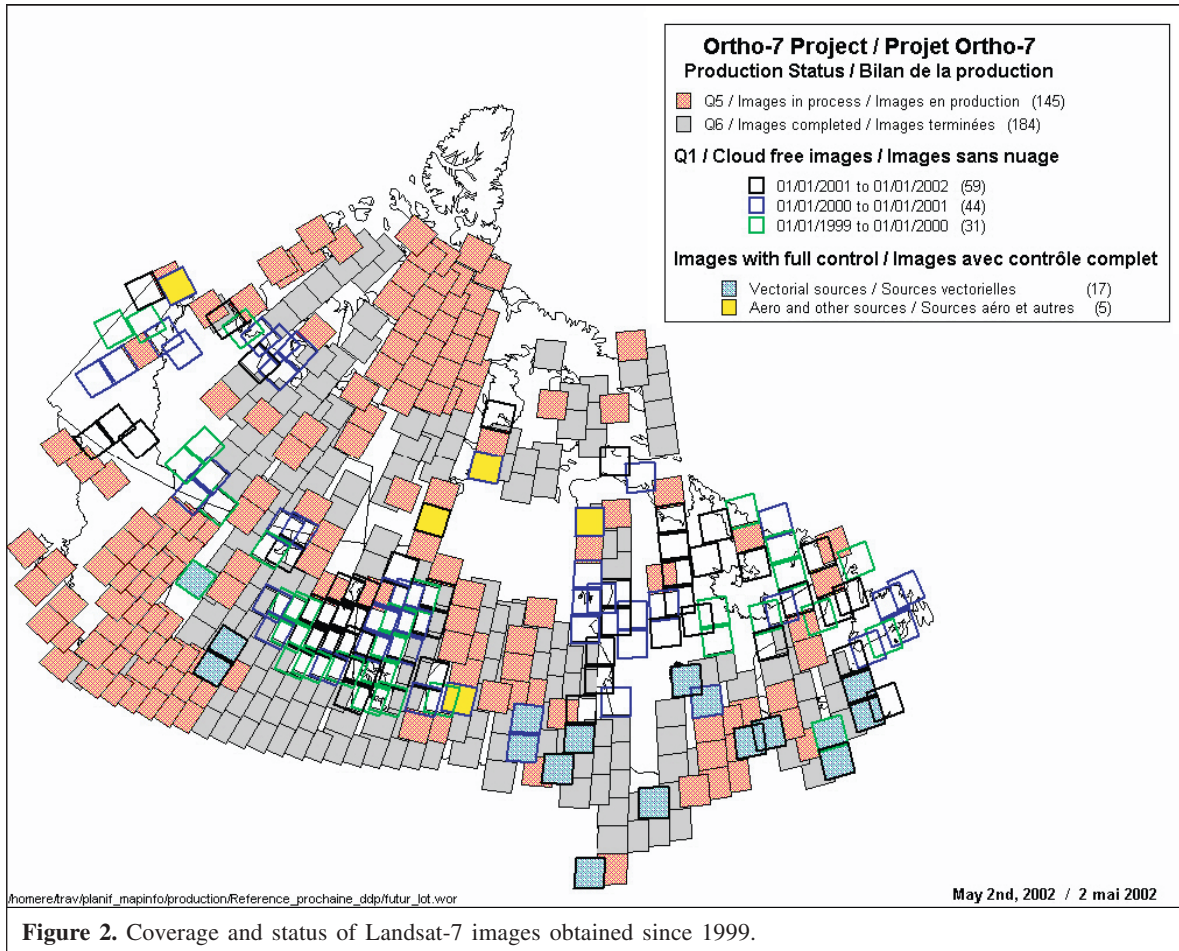 Ortho-7 Project / Projet Ortho-7
Production Status / Bilan de la production
Q5 / Images in process / Images en production (145)
Q6 / Images completed / Images terminées (184)
Q1 / Cloud free images / Images sans nuage
01/01/2001 to 01/01/2002 (59)
01/01/2000 to 01/01/2001 (44)
01/01/1999 to 01/01/2000 (31)
Images with full control / Images avec contrôle complet
Vectorial sources / Sources vectorielles (17)
Aero and other sources / Sources aéro et autres (5)
/homere/trav/planif_mapinfo/production/Reference_prochaine_ddp/futur_lot.wor
May 2nd, 2002 / 2 mai 2002
Figure 2. Coverage and status of Landsat-7 images obtained since 1999.